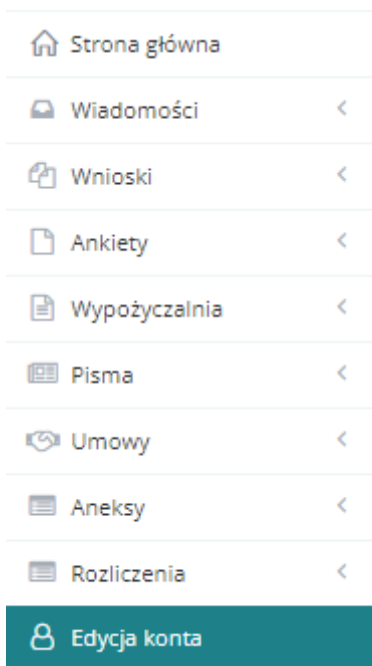 Strona główna
Wiadomości
Wnioski
Ankiety
Wypożyczalnia
Pisma
Umowy
Aneksy
Rozliczenia
Edycja konta